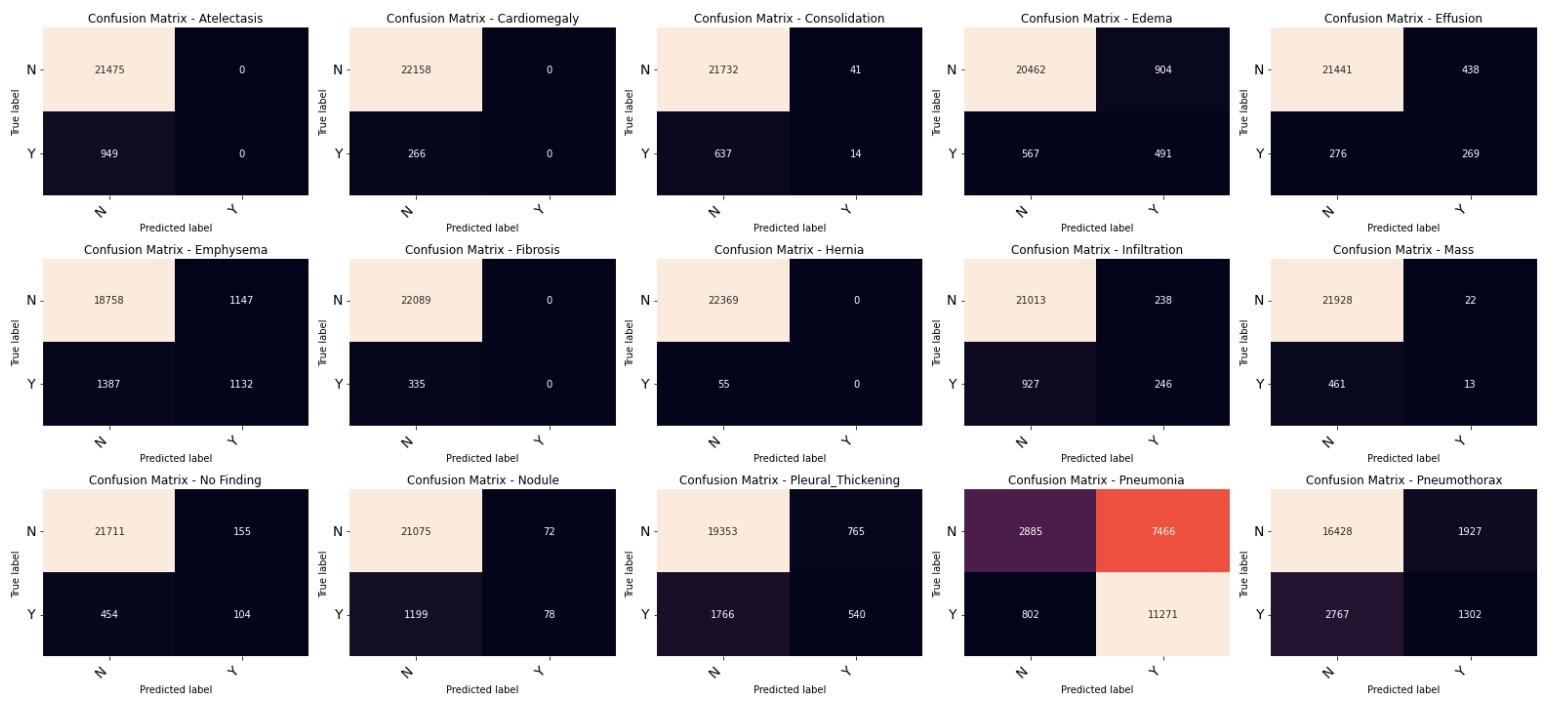 Confusion Matrix - Atelectasis
N 21475 0
True label
Y 949 0
N Y
Predicted label
Confusion Matrix - Cardiomegaly
N 22158 0
True label
Y 266 0
N Y
Predicted label
Confusion Matrix - Consolidation
N 21732 41
True label
Y 637 14
N Y
Predicted label
Confusion Matrix - Edema
N 20462 904
True label
Y 567 491
N Y
Predicted label
Confusion Matrix - Effusion
N 21441 438
True label
Y 276 269
N Y
Predicted label
Confusion Matrix - Emphysema
N 18758 1147
True label
Y 1387 1132
N Y
Predicted label
Confusion Matrix - Fibrosis
N 22089 0
True label
Y 335 0
N Y
Predicted label
Confusion Matrix - Hernia
N 22369 0
True label
Y 55 0
N Y
Predicted label
Confusion Matrix - Infiltration
N 21013 238
True label
Y 927 246
N Y
Predicted label
Confusion Matrix - Mass
N 21928 22
True label
Y 461 13
N Y
Predicted label
Confusion Matrix - No Finding
N 21711 155
True label
Y 454 104
N Y
Predicted label
Confusion Matrix - Nodule
N 21075 72
True label
Y 1199 78
N Y
Predicted label
Confusion Matrix - Pleural_Thickening
N 19353 765
True label
Y 1766 540
N Y
Predicted label
Confusion Matrix - Pneumonia
N 2885 7466
True label
Y 802 11271
N Y
Predicted label
Confusion Matrix - Pneumothorax
N 16428 1927
True label
Y 2767 1302
N Y
Predicted label